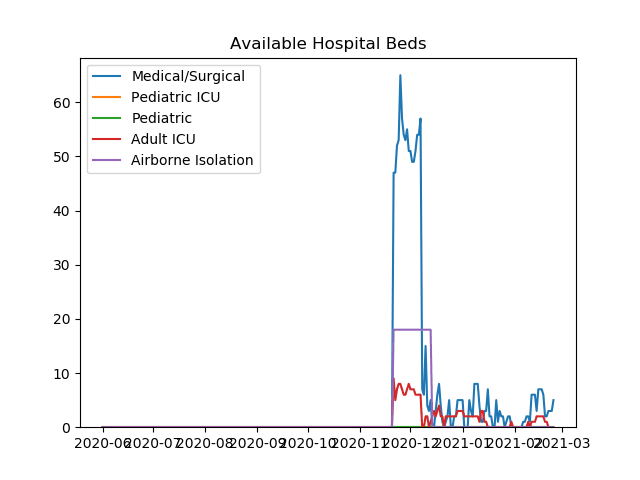 Available Hospital Beds
Medical/Surgical
Pediatric ICU
Pediatric
Adult ICU
Airborne Isolation
60
50
40
30
20
10
0
2020-06 2020-07 2020-08 2020-09 2020-10 2020-11 2020-12 2021-01 2021-02 2021-03